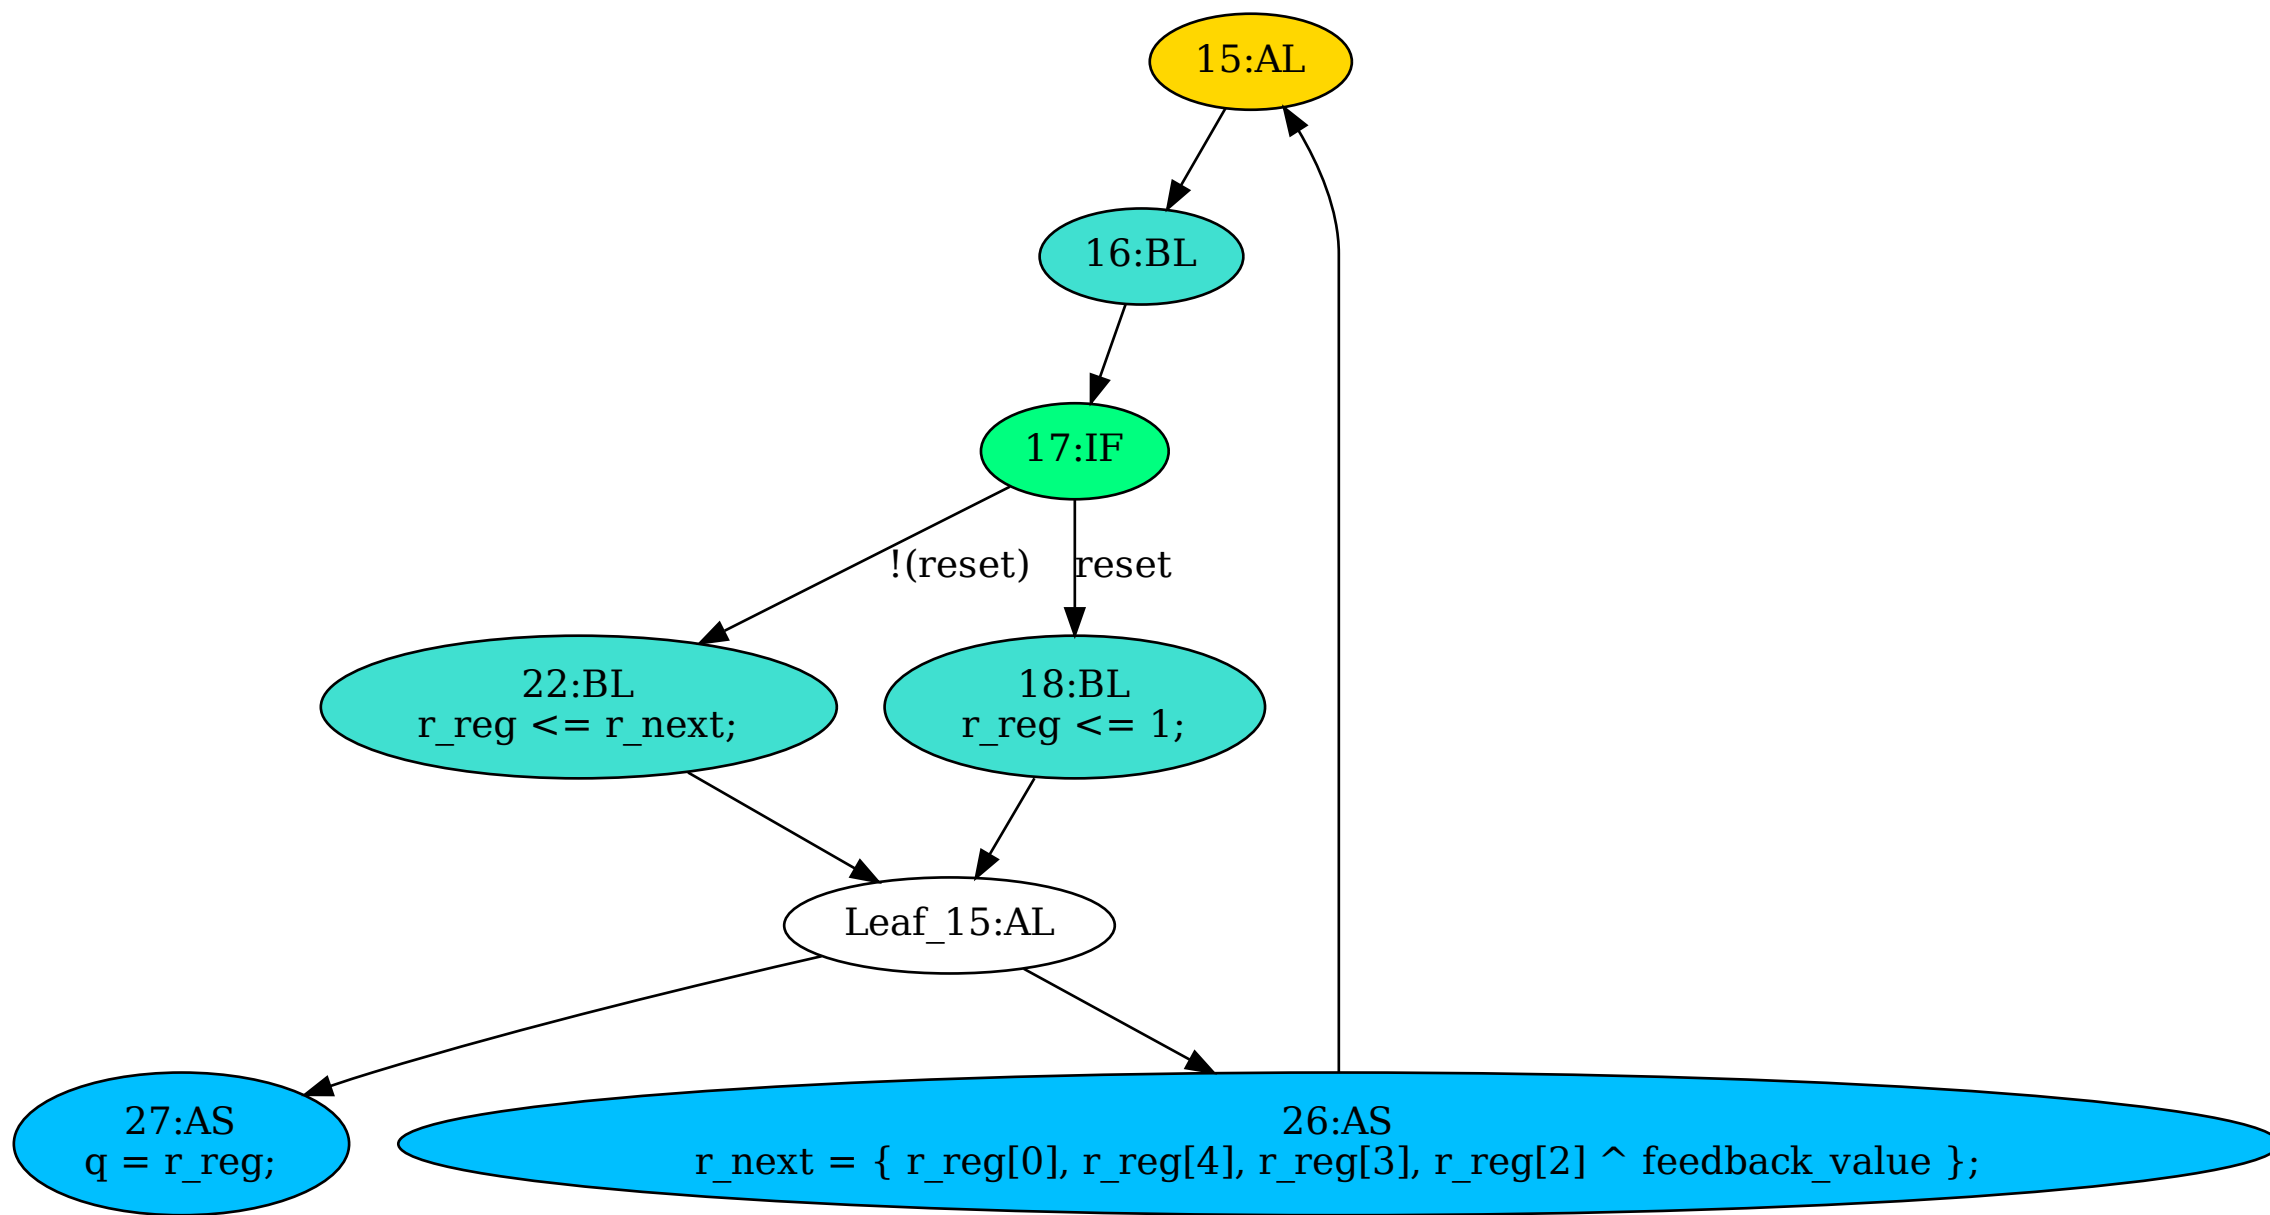 15:AL
16:BL
17:IF
!(reset)
reset
22:BL
r_reg <= r_next;
18:BL
r_reg <= 1;
Leaf_15:AL
27:AS
q = r_reg;
26:AS
r_next = { r_reg[0], r_reg[4], r_reg[3], r_reg[2] ^ feedback_value };